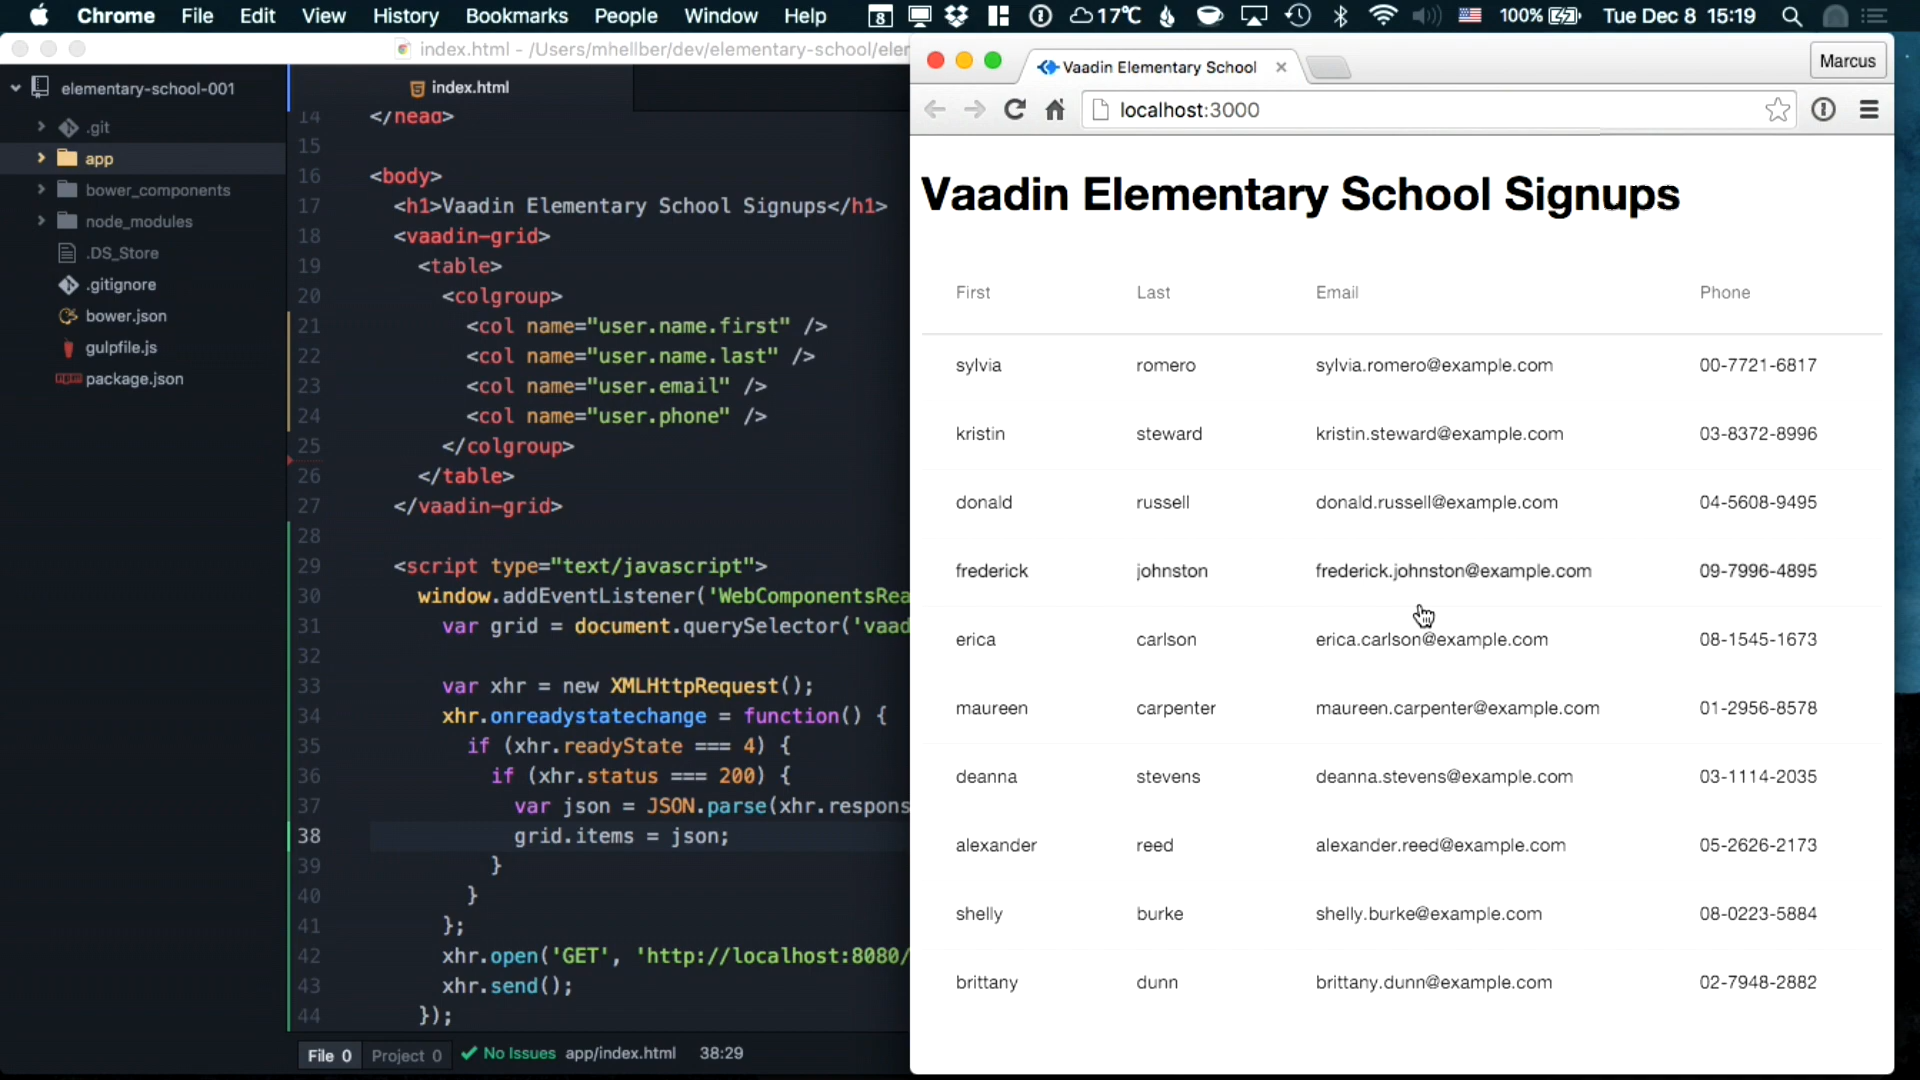 Chrome File Edit View History Bookmarks People Window Help 8 17℃ 100% Tue Dec 8 15:19
index.html - /Users/mhellber/dev/elementary-school/eler
elementary-school-001
.git
app
bower_components
node_modules
.DS_Store
.gitignore
bower.json
gulpfile.js
package.json
index.html
14 </head>
15
16 <body>
17 <h1>Vaadin Elementary School Signups</h1>
18 <vaadin-grid>
19 <table>
20 <colgroup>
21 <col name="user.name.first" />
22 <col name="user.name.last" />
23 <col name="user.email" />
24 <col name="user.phone" />
25 </colgroup>
26 </table>
27 </vaadin-grid>
28
29 <script type="text/javascript">
30 window.addEventListener('WebComponentsRea
31 var grid = document.querySelector('vaad
32
33 var xhr = new XMLHttpRequest();
34 xhr.onreadystatechange = function() {
35 if (xhr.readyState === 4) {
36 if (xhr.status === 200) {
37 var json = JSON.parse(xhr.respons
38 grid.items = json;
39 }
40 }
41 };
42 xhr.open('GET', 'http://localhost:8080/
43 xhr.send();
44 });
File 0 Project 0 No Issues app/index.html 38:29
Vaadin Elementary School
Marcus
localhost:3000
Vaadin Elementary School Signups
First Last Email Phone
sylvia romero sylvia.romero@example.com 00-7721-6817
kristin steward kristin.steward@example.com 03-8372-8996
donald russell donald.russell@example.com 04-5608-9495
frederick johnston frederick.johnston@example.com 09-7996-4895
erica carlson erica.carlson@example.com 08-1545-1673
maureen carpenter maureen.carpenter@example.com 01-2956-8578
deanna stevens deanna.stevens@example.com 03-1114-2035
alexander reed alexander.reed@example.com 05-2626-2173
shelly burke shelly.burke@example.com 08-0223-5884
brittany dunn brittany.dunn@example.com 02-7948-2882